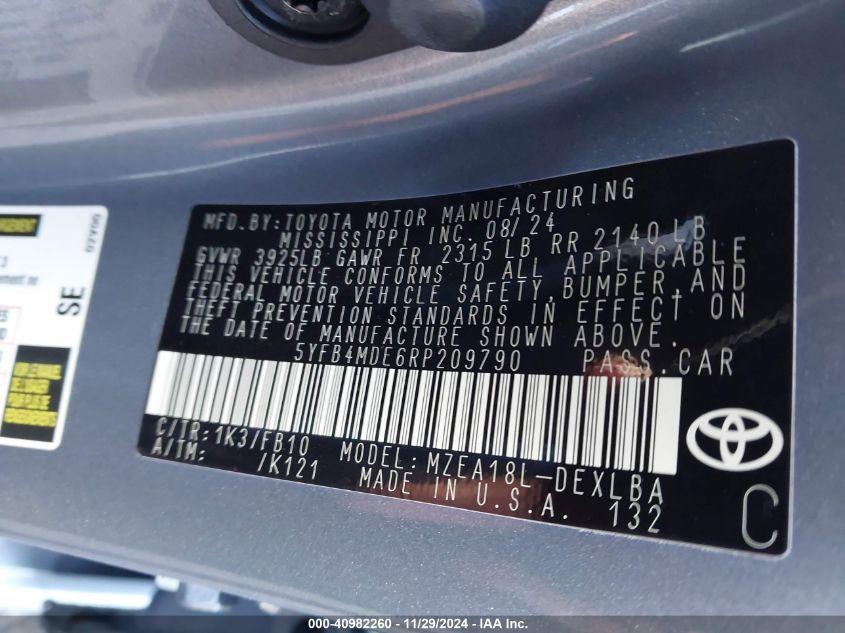 MFD. BY: TOYOTA MOTOR MANUFACTURING
MISSISSIPPI INC. 08/24
GVWR 3925LB GAWR FR 2315 LB RR 2140 LB
THIS VEHICLE CONFORMS TO ALL APPLICABLE
FEDERAL MOTOR VEHICLE SAFETY, BUMPER, AND
THEFT PREVENTION STANDARDS IN EFFECT ON
THE DATE OF MANUFACTURE SHOWN ABOVE.
5YFB4MDE6RP209790 PASS. CAR
C/TR: 1K3/FB10 MODEL: MZEA18L-DEXLBA
A/TM: /K121 MADE IN U.S.A. 132
C
02Y00
SE
000-40982260 - 11/29/2024 - IAA Inc.